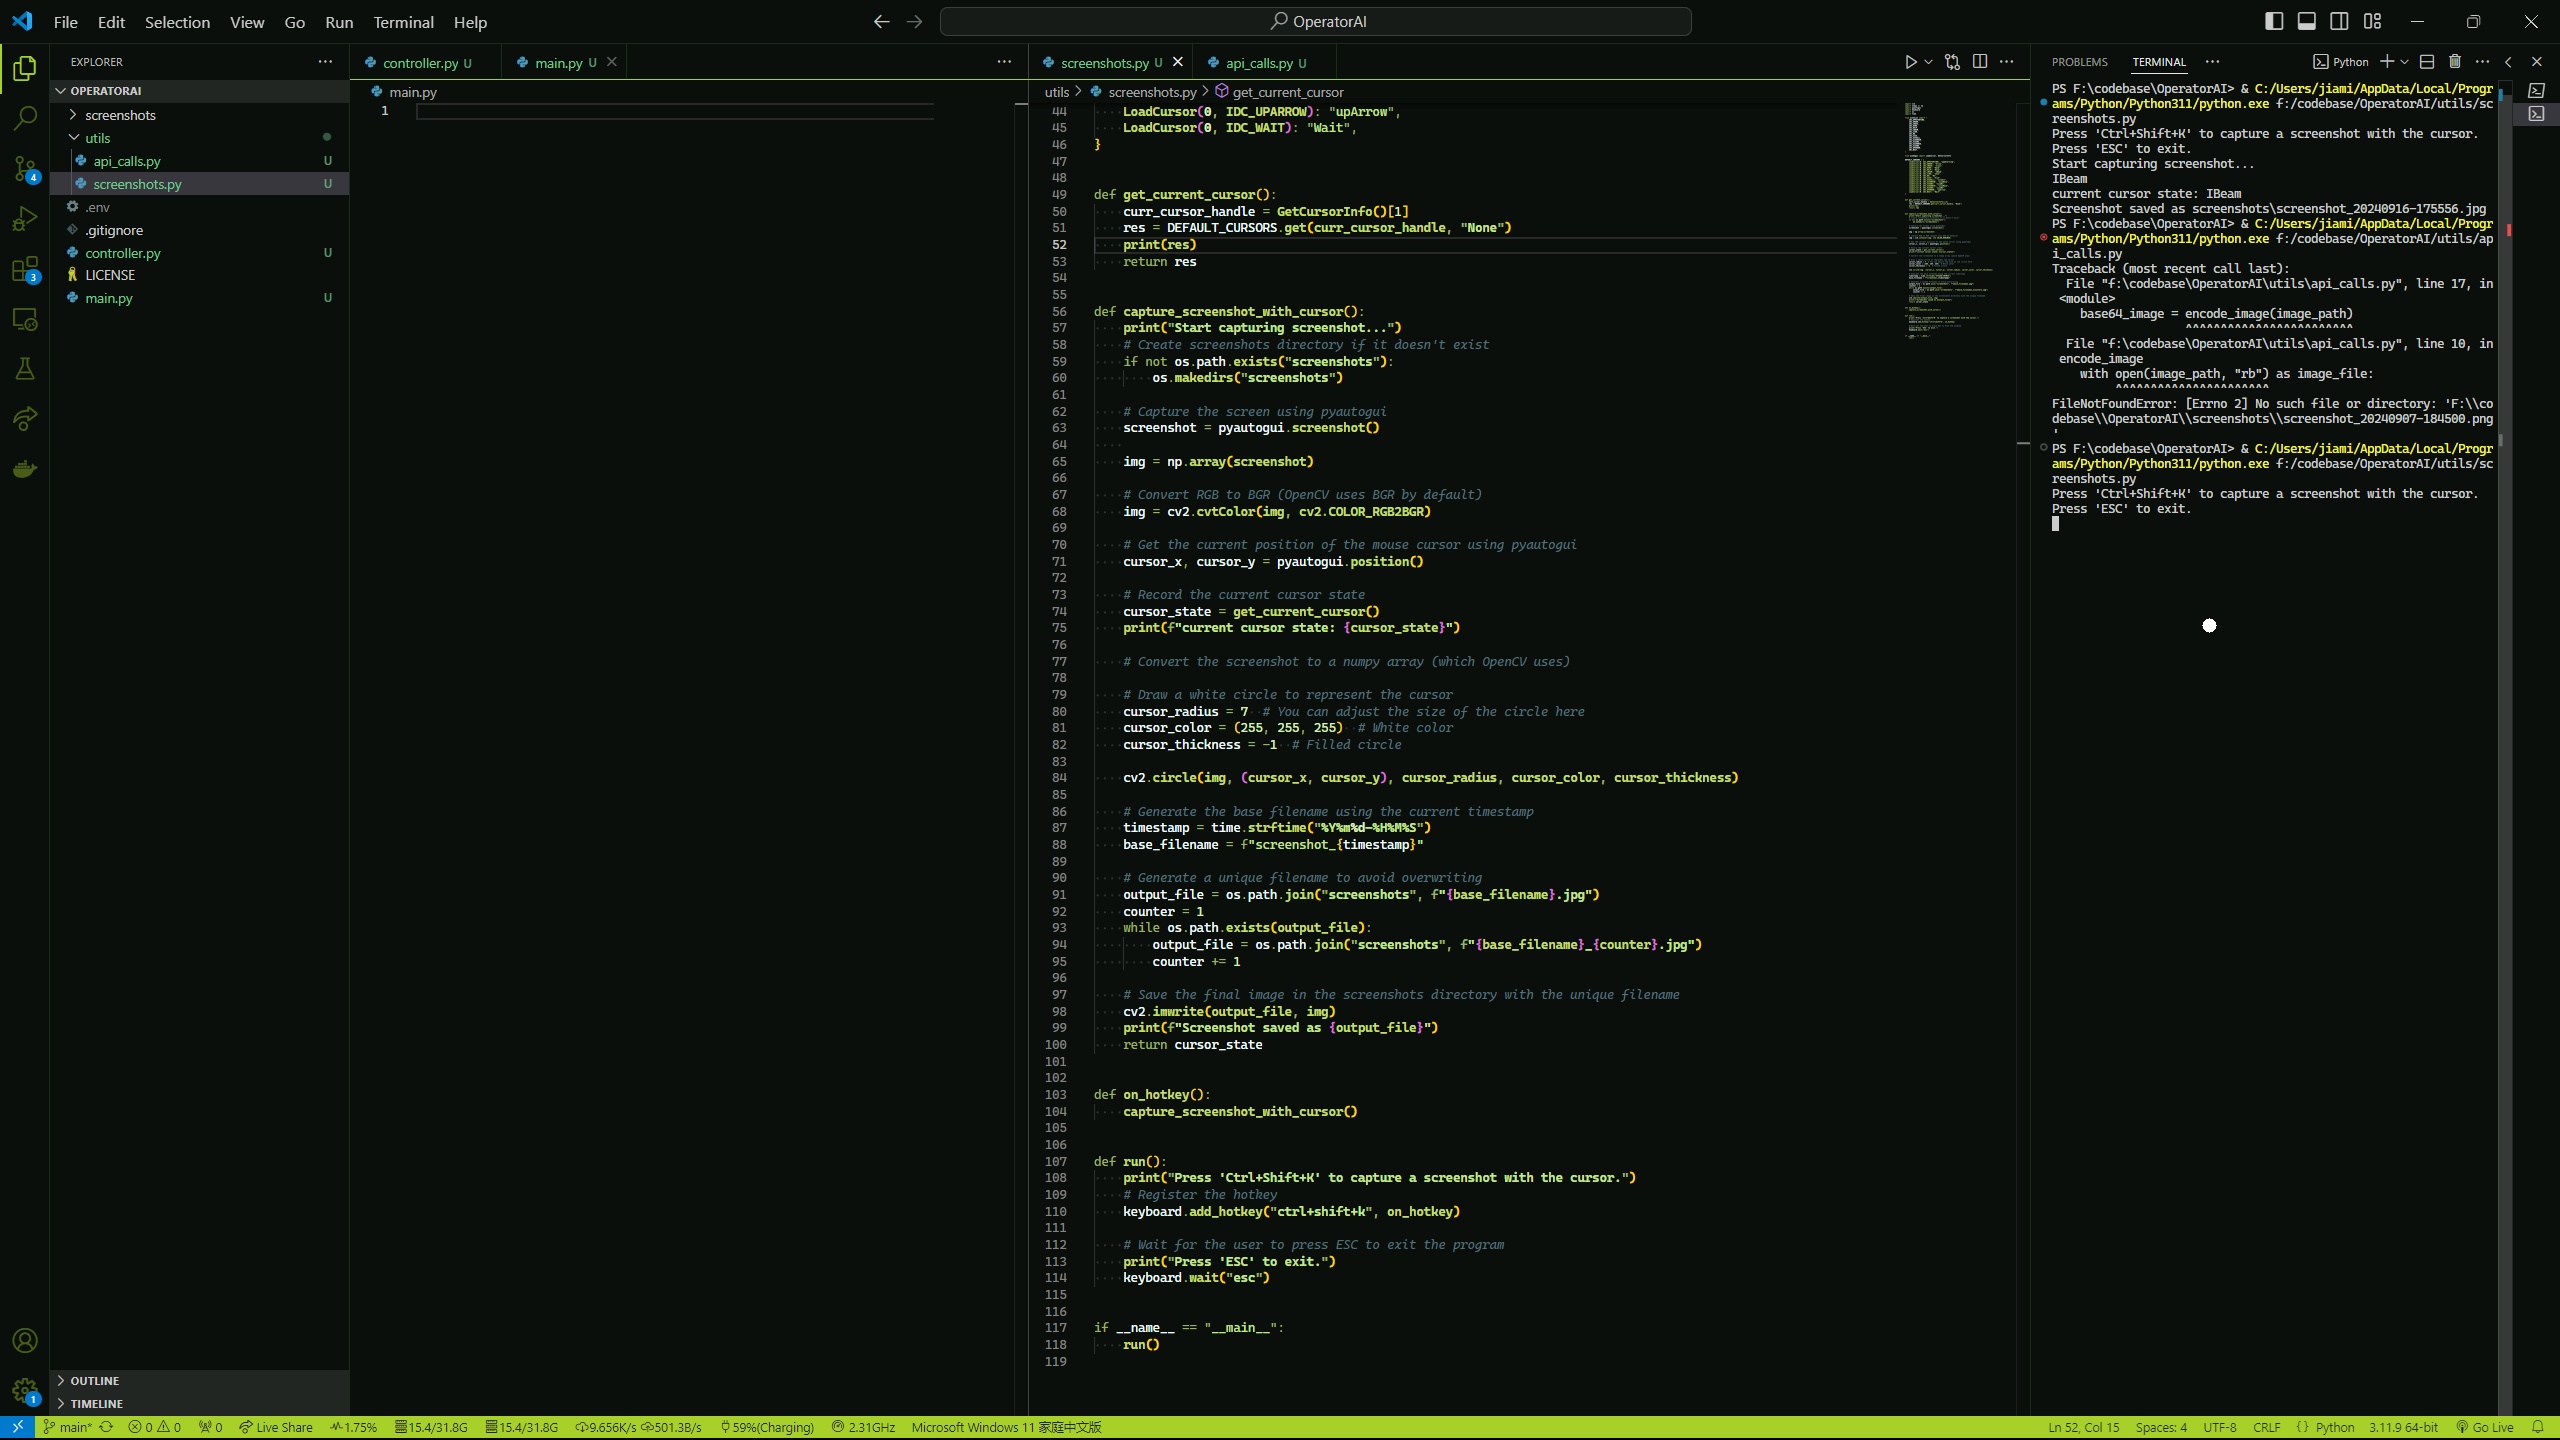 File Edit Selection View Go Run Terminal Help
OperatorAI
EXPLORER
OPERATORAI
screenshots
utils
api_calls.py U
screenshots.py U
.env
.gitignore
controller.py U
LICENSE
main.py U
OUTLINE
TIMELINE
4
3
1
controller.py U main.py U
main.py
1
screenshots.py U api_calls.py U
utils > screenshots.py > get_current_cursor
44 LoadCursor(0, IDC_UPARROW): "upArrow",
45 LoadCursor(0, IDC_WAIT): "Wait",
46 }
47
48
49 def get_current_cursor():
50 curr_cursor_handle = GetCursorInfo()[1]
51 res = DEFAULT_CURSORS.get(curr_cursor_handle, "None")
52 print(res)
53 return res
54
55
56 def capture_screenshot_with_cursor():
57 print("Start capturing screenshot...")
58 # Create screenshots directory if it doesn't exist
59 if not os.path.exists("screenshots"):
60 os.makedirs("screenshots")
61
62 # Capture the screen using pyautogui
63 screenshot = pyautogui.screenshot()
64
65 img = np.array(screenshot)
66
67 # Convert RGB to BGR (OpenCV uses BGR by default)
68 img = cv2.cvtColor(img, cv2.COLOR_RGB2BGR)
69
70 # Get the current position of the mouse cursor using pyautogui
71 cursor_x, cursor_y = pyautogui.position()
72
73 # Record the current cursor state
74 cursor_state = get_current_cursor()
75 print(f"current cursor state: {cursor_state}")
76
77 # Convert the screenshot to a numpy array (which OpenCV uses)
78
79 # Draw a white circle to represent the cursor
80 cursor_radius = 7 # You can adjust the size of the circle here
81 cursor_color = (255, 255, 255) # White color
82 cursor_thickness = -1 # Filled circle
83
84 cv2.circle(img, (cursor_x, cursor_y), cursor_radius, cursor_color, cursor_thickness)
85
86 # Generate the base filename using the current timestamp
87 timestamp = time.strftime("%Y%m%d-%H%M%S")
88 base_filename = f"screenshot_{timestamp}"
89
90 # Generate a unique filename to avoid overwriting
91 output_file = os.path.join("screenshots", f"{base_filename}.jpg")
92 counter = 1
93 while os.path.exists(output_file):
94 output_file = os.path.join("screenshots", f"{base_filename}_{counter}.jpg")
95 counter += 1
96
97 # Save the final image in the screenshots directory with the unique filename
98 cv2.imwrite(output_file, img)
99 print(f"Screenshot saved as {output_file}")
100 return cursor_state
101
102
103 def on_hotkey():
104 capture_screenshot_with_cursor()
105
106
107 def run():
108 print("Press 'Ctrl+Shift+K' to capture a screenshot with the cursor.")
109 # Register the hotkey
110 keyboard.add_hotkey("ctrl+shift+k", on_hotkey)
111
112 # Wait for the user to press ESC to exit the program
113 print("Press 'ESC' to exit.")
114 keyboard.wait("esc")
115
116
117 if __name__ == "__main__":
118 run()
119
PROBLEMS TERMINAL Python
PS F:\codebase\OperatorAI> & C:/Users/jiami/AppData/Local/Progr
ams/Python/Python311/python.exe f:/codebase/OperatorAI/utils/sc
reenshots.py
Press 'Ctrl+Shift+K' to capture a screenshot with the cursor.
Press 'ESC' to exit.
Start capturing screenshot...
IBeam
current cursor state: IBeam
Screenshot saved as screenshots\screenshot_20240916-175556.jpg
PS F:\codebase\OperatorAI> & C:/Users/jiami/AppData/Local/Progr
ams/Python/Python311/python.exe f:/codebase/OperatorAI/utils/ap
i_calls.py
Traceback (most recent call last):
File "f:\codebase\OperatorAI\utils\api_calls.py", line 17, in
<module>
base64_image = encode_image(image_path)
^^^^^^^^^^^^^^^^^^^^^^^^
File "f:\codebase\OperatorAI\utils\api_calls.py", line 10, in
encode_image
with open(image_path, "rb") as image_file:
^^^^^^^^^^^^^^^^^^^^^^
FileNotFoundError: [Errno 2] No such file or directory: 'F:\\co
debase\\OperatorAI\\screenshots\\screenshot_20240907-184500.png
'
PS F:\codebase\OperatorAI> & C:/Users/jiami/AppData/Local/Progr
ams/Python/Python311/python.exe f:/codebase/OperatorAI/utils/sc
reenshots.py
Press 'Ctrl+Shift+K' to capture a screenshot with the cursor.
Press 'ESC' to exit.
main* 0 0 0 Live Share 1.75% 15.4/31.8G 15.4/31.8G 9.656K/s 501.3B/s 59%(Charging) 2.31GHz Microsoft Windows 11 家庭中文版 Ln 52, Col 15 Spaces: 4 UTF-8 CRLF {} Python 3.11.9 64-bit Go Live